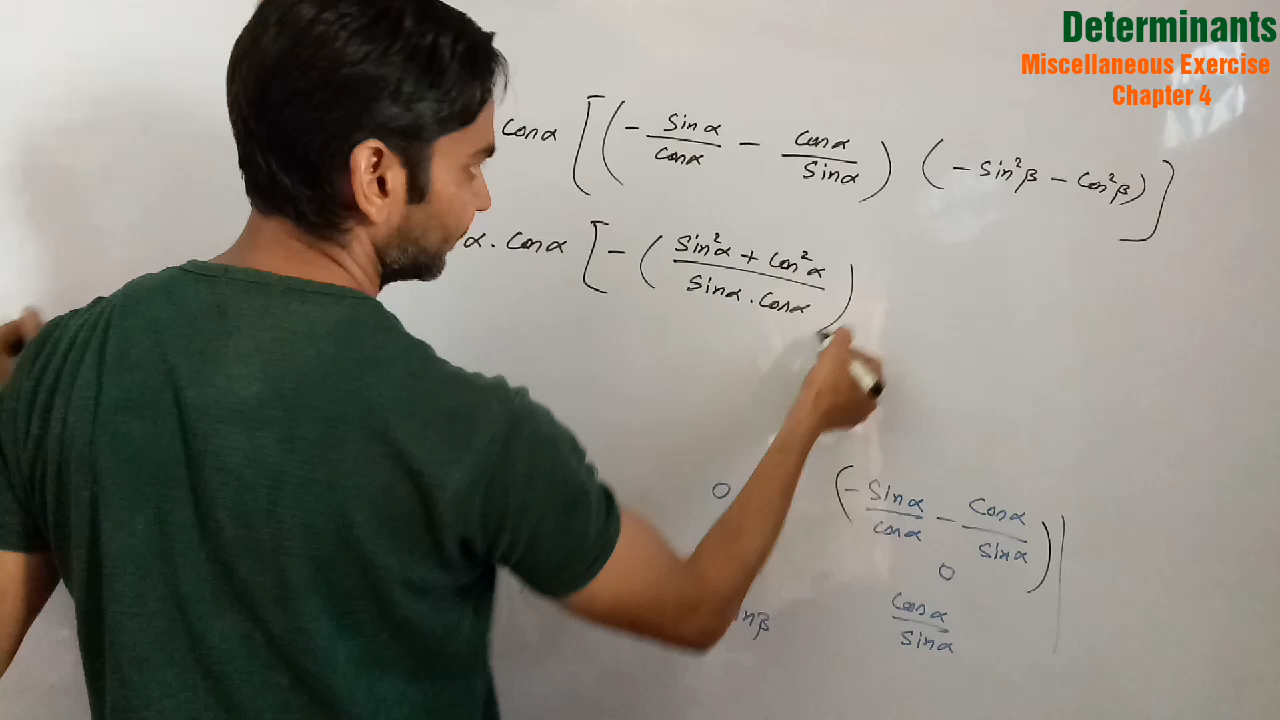 Determinants
Miscellaneous Exercise
Chapter 4
Cosα [(- Sinα/Cosα - Cosα/Sinα) (- Sin²β - Cos²β)]
α . Cosα [- (Sin²α + Cos²α / Sinα . Cosα)
0 (- Sinα/Cosα - Cosα/Sinα)
0
inβ Cosα/Sinα